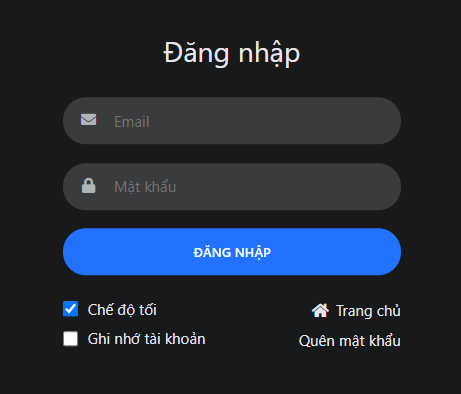 Đăng nhập
Email
Mật khẩu
ĐĂNG NHẬP
Chế độ tối
Trang chủ
Ghi nhớ tài khoản
Quên mật khẩu